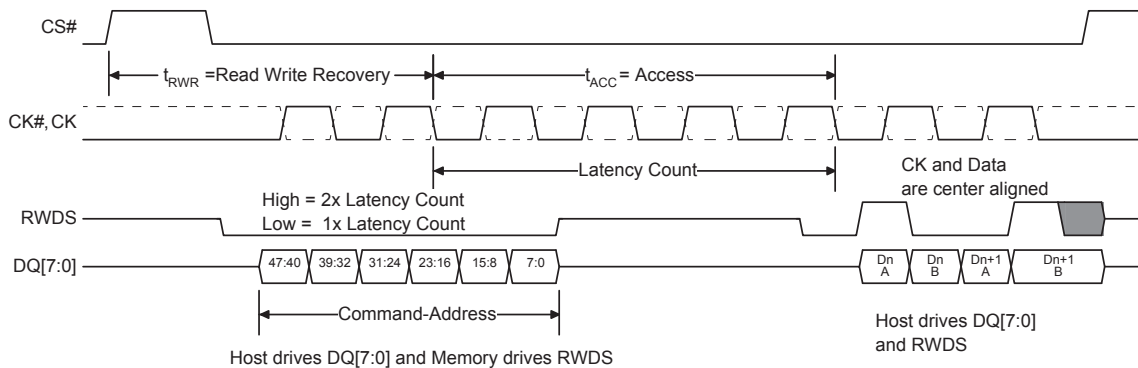 CS#
tRWR =Read Write Recovery
tACC = Access
CK#, CK
Latency Count
CK and Data
are center aligned
High = 2x Latency Count
Low = 1x Latency Count
RWDS
DQ[7:0]
47:40 39:32 31:24 23:16 15:8 7:0
Dn
A
Dn
B
Dn+1
A
Dn+1
B
Command-Address
Host drives DQ[7:0]
and RWDS
Host drives DQ[7:0] and Memory drives RWDS